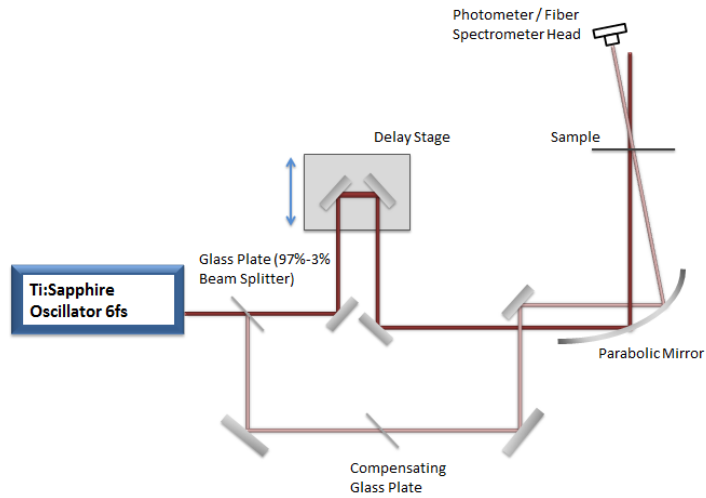 Photometer / Fiber
Spectrometer Head
Delay Stage
Sample
Glass Plate (97%-3%
Beam Splitter)
Ti:Sapphire
Oscillator 6fs
Parabolic Mirror
Compensating
Glass Plate